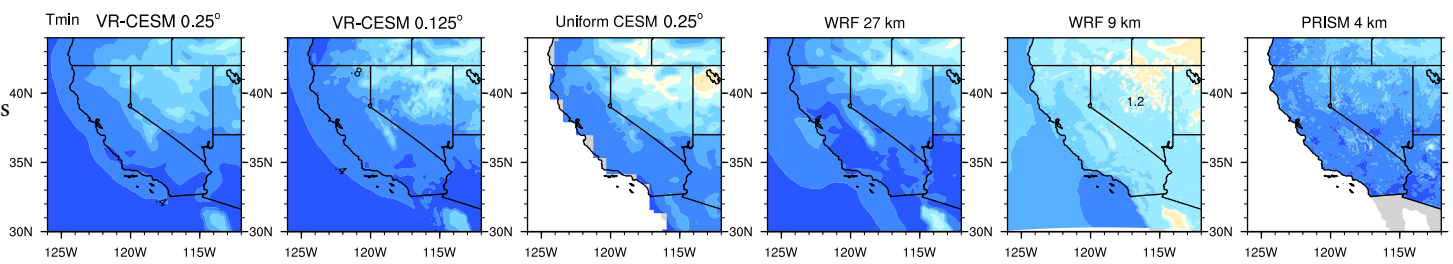 Tmin VR-CESM 0.25° VR-CESM 0.125° Uniform CESM 0.25° WRF 27 km WRF 9 km PRISM 4 km
.8
40N 40N 40N 40N 40N 40N
1.2
s
35N 35N 35N 35N 35N 35N
.4 .4
30N 30N 30N 30N 30N 30N
125W 120W 115W 125W 120W 115W 125W 120W 115W 125W 120W 115W 125W 120W 115W 125W 120W 115W